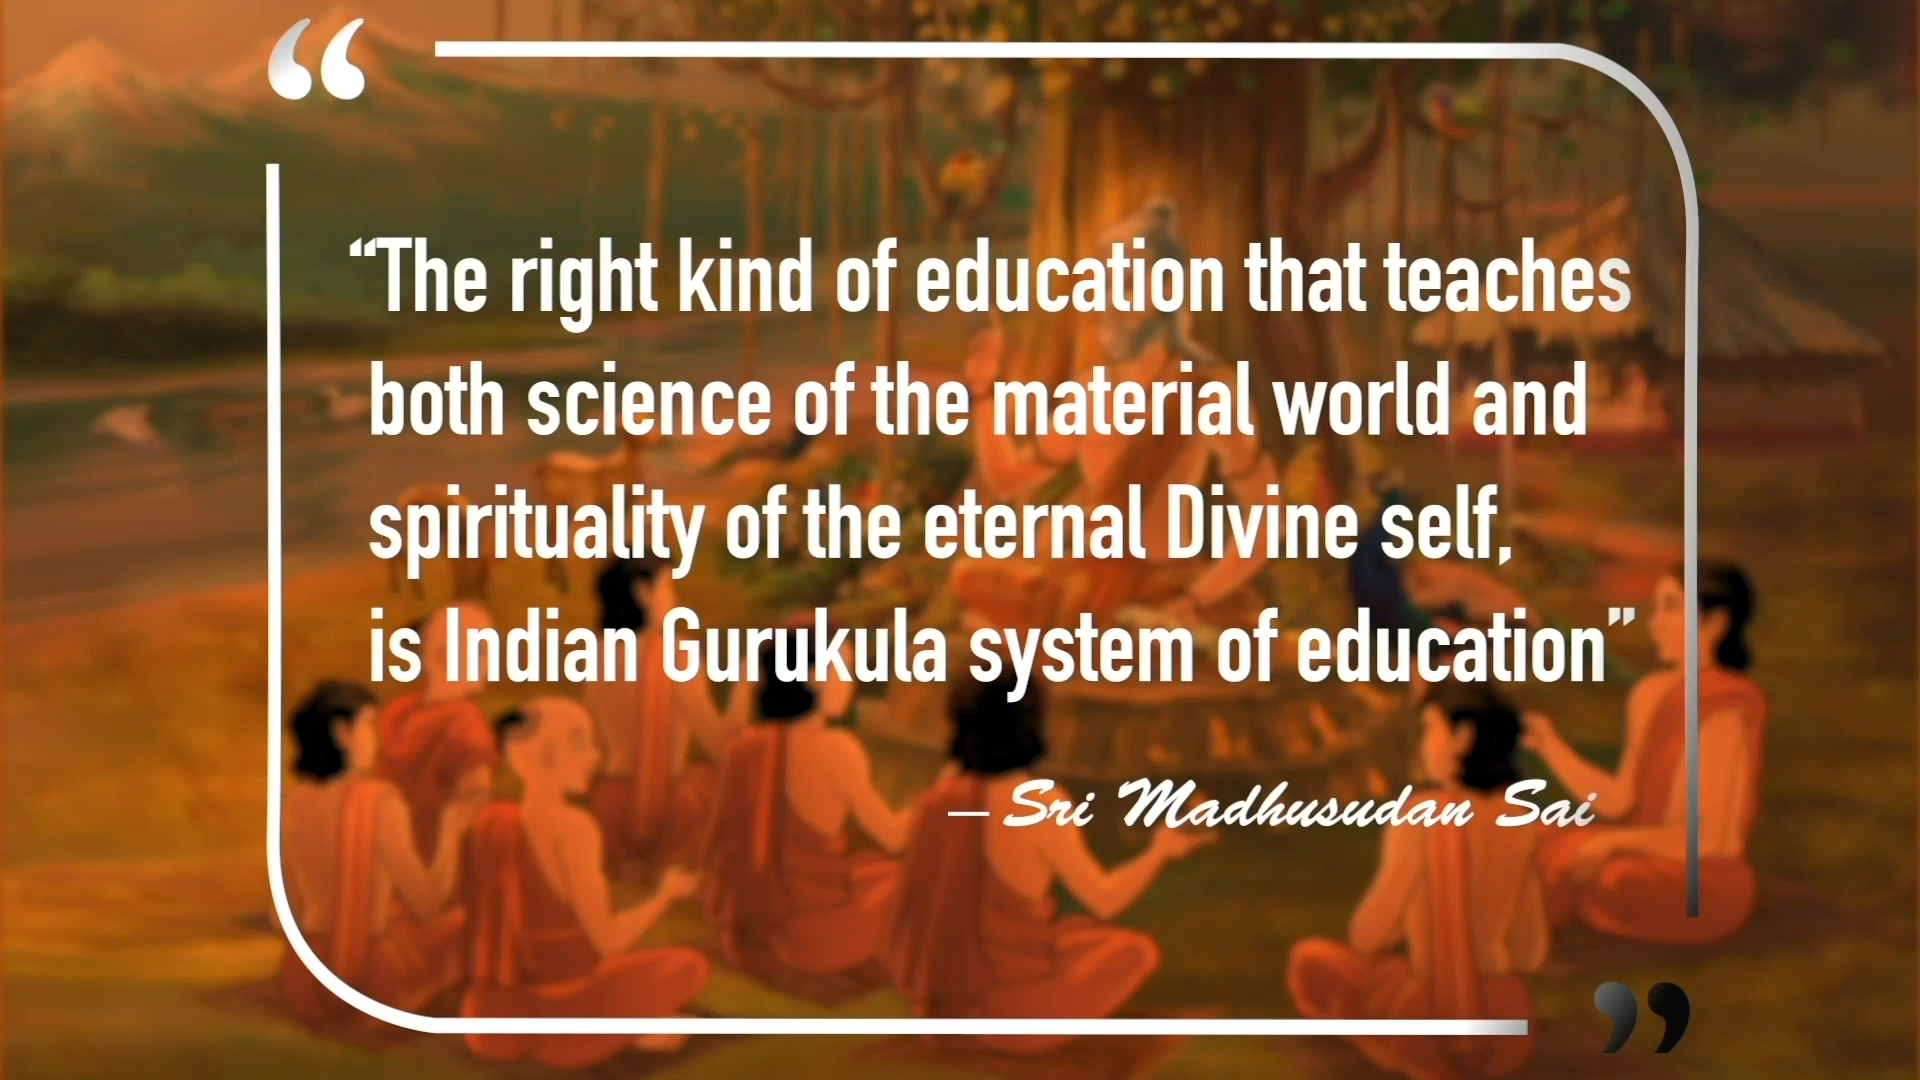 “The right kind of education that teaches
both science of the material world and
spirituality of the eternal Divine self,
is Indian Gurukula system of education”
— Sri Madhusudan Sai